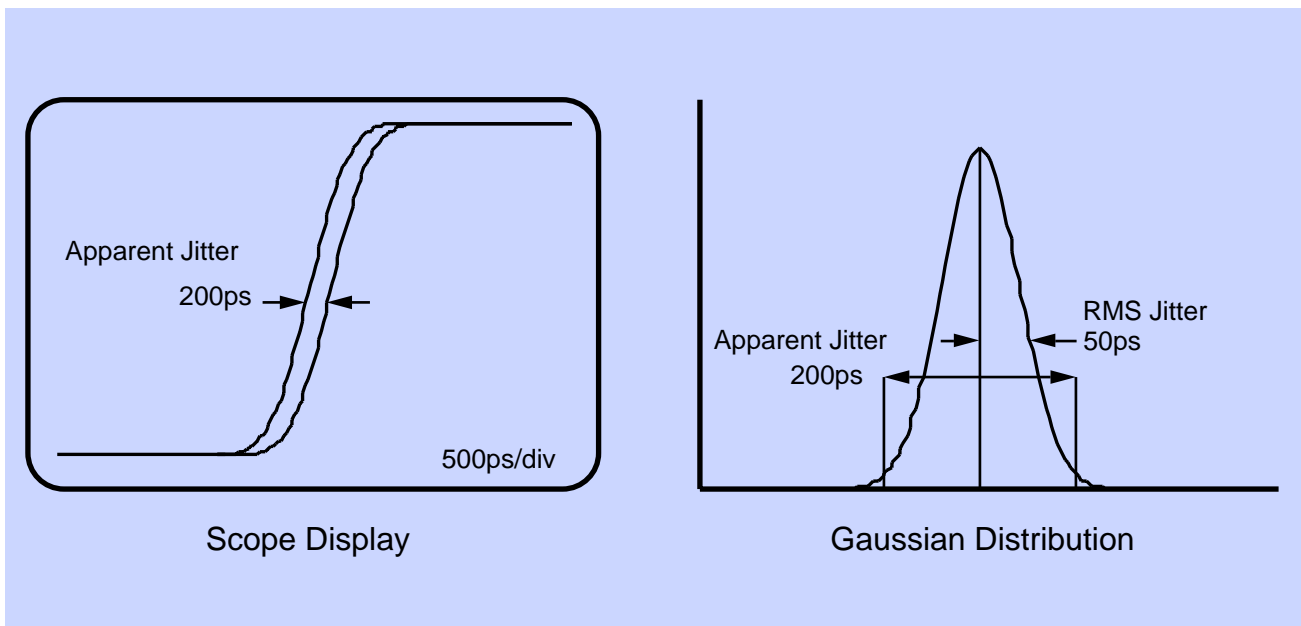 Apparent Jitter
200ps
500ps/div
Scope Display
Apparent Jitter
200ps
RMS Jitter
50ps
Gaussian Distribution